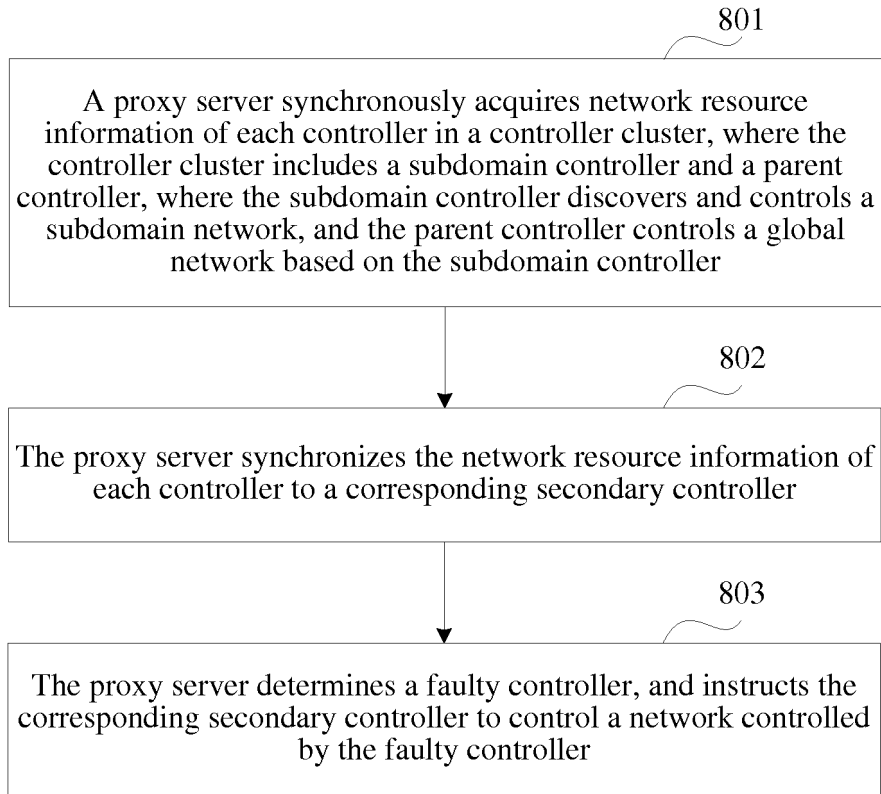 801
A proxy server synchronously acquires network resource
information of each controller in a controller cluster, where the
controller cluster includes a subdomain controller and a parent
controller, where the subdomain controller discovers and controls a
subdomain network, and the parent controller controls a global
network based on the subdomain controller
802
The proxy server synchronizes the network resource information of
each controller to a corresponding secondary controller
803
The proxy server determines a faulty controller, and instructs the
corresponding secondary controller to control a network controlled
by the faulty controller